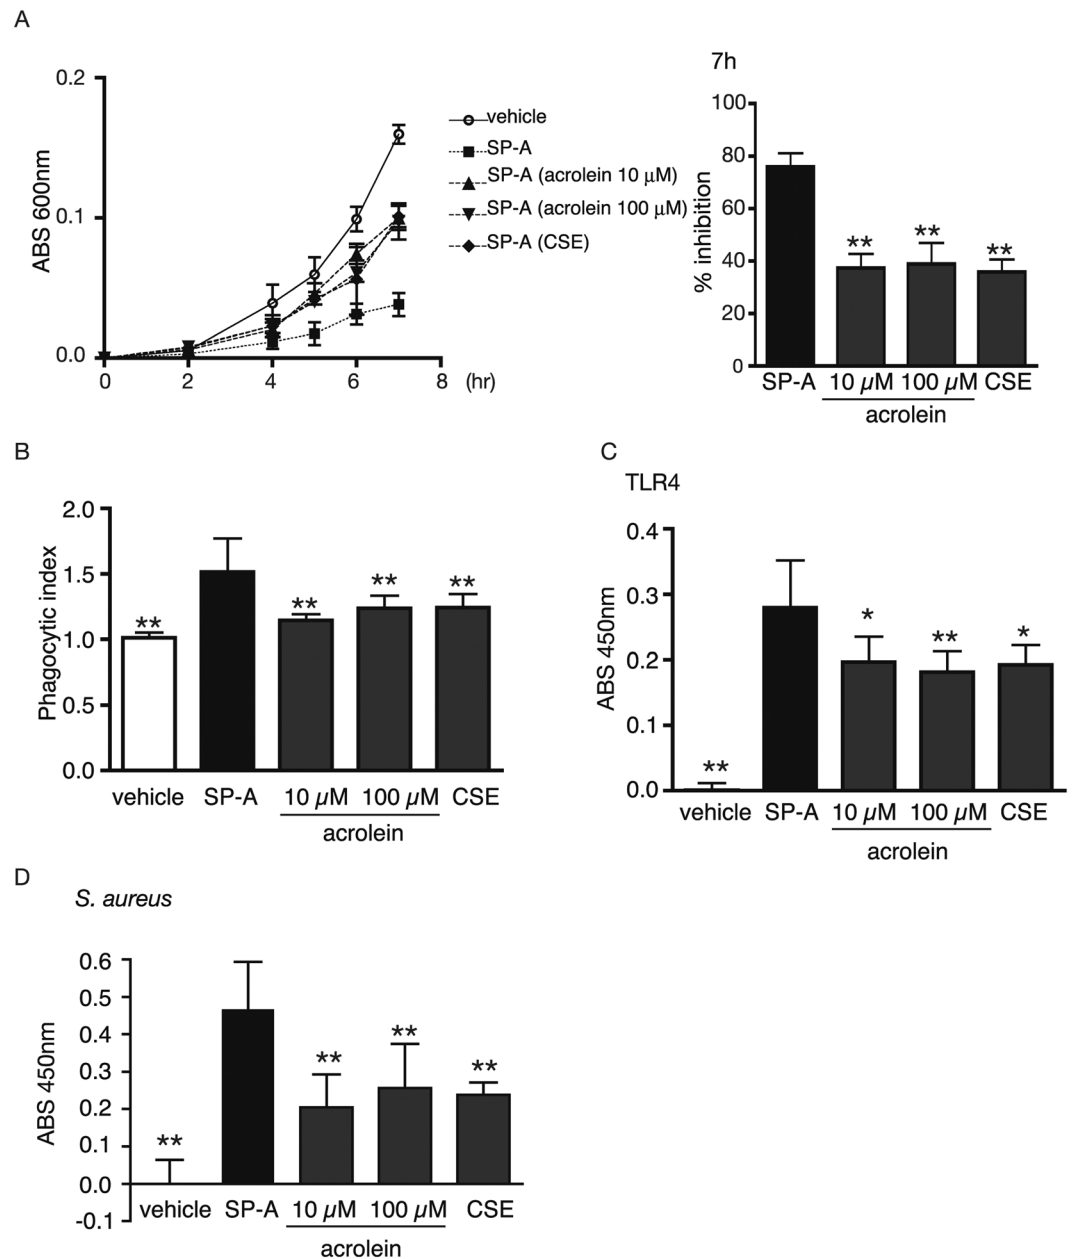 A
7h
0.2
0.1
0.0
ABS 600nm
0 2 4 6 8 (hr)
vehicle
SP-A
SP-A (acrolein 10 μM)
SP-A (acrolein 100 μM)
SP-A (CSE)
100
80
60
40
20
0
% inhibition
** ** **
SP-A 10 µM 100 µM CSE
acrolein
B
2.0
1.5
1.0
0.5
0.0
Phagocytic index
** ** ** **
vehicle SP-A 10 µM 100 µM CSE
acrolein
C
TLR4
0.4
0.3
0.2
0.1
0.0
ABS 450nm
** * ** *
vehicle SP-A 10 µM 100 µM CSE
acrolein
D
S. aureus
0.6
0.5
0.4
0.3
0.2
0.1
0.0
-0.1
ABS 450nm
** ** ** **
vehicle SP-A 10 µM 100 µM CSE
acrolein